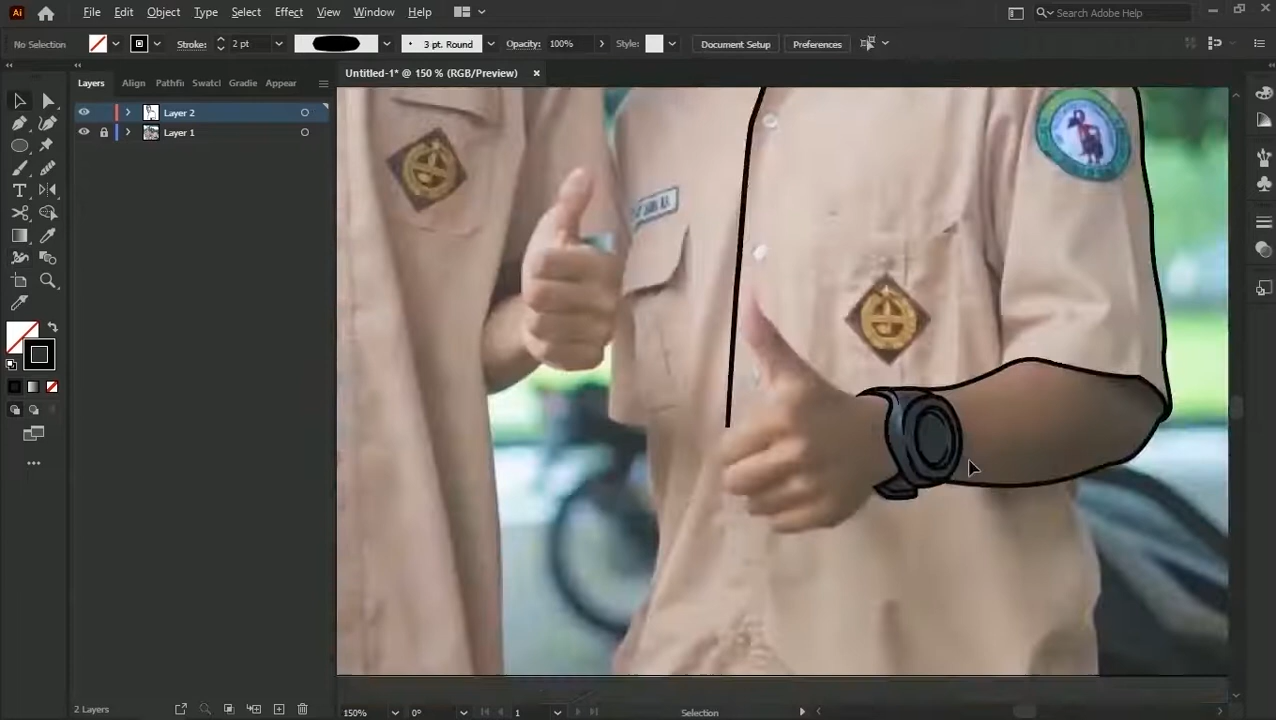 Ai File Edit Object Type Select Effect View Window Help Search Adobe Help
No Selection Stroke: 2 pt 3 pt. Round Opacity: 100% Style: Document Setup Preferences
Layers Align Pathfi Swatcl Gradie Appear
Untitled-1* @ 150 % (RGB/Preview)
Layer 2
Layer 1
2 Layers
150% 0° 1 Selection